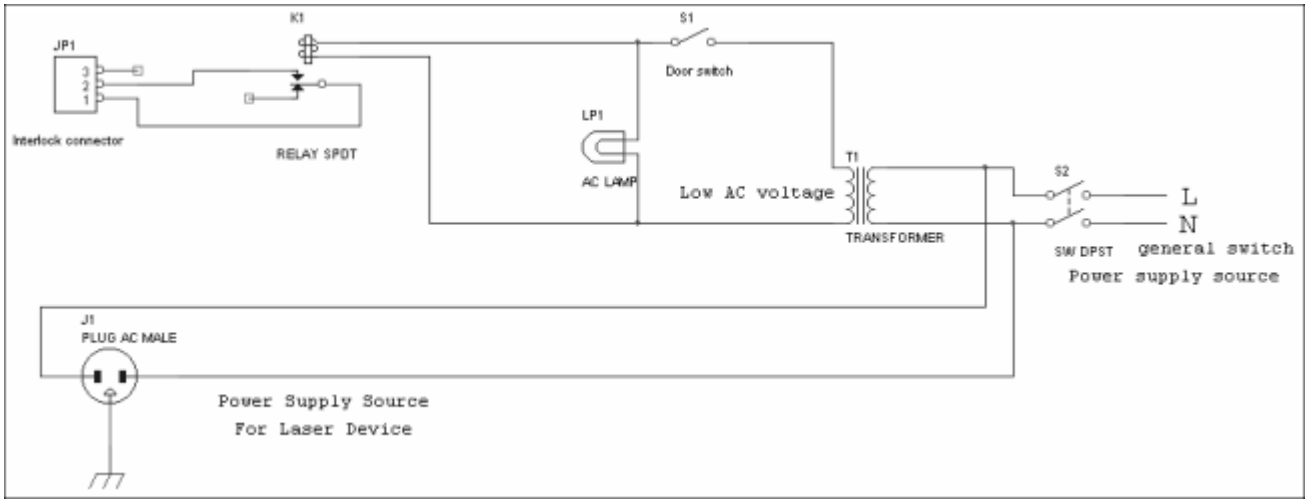 K1
S1
JP1
3
2
1
Door switch
Interlock connector
RELAY SPDT
LP1
AC LAMP
Low AC voltage
T1
TRANSFORMER
S2
L
N
SW DPST
general switch
Power supply source
J1
PLUG AC MALE
Power Supply Source
For Laser Device